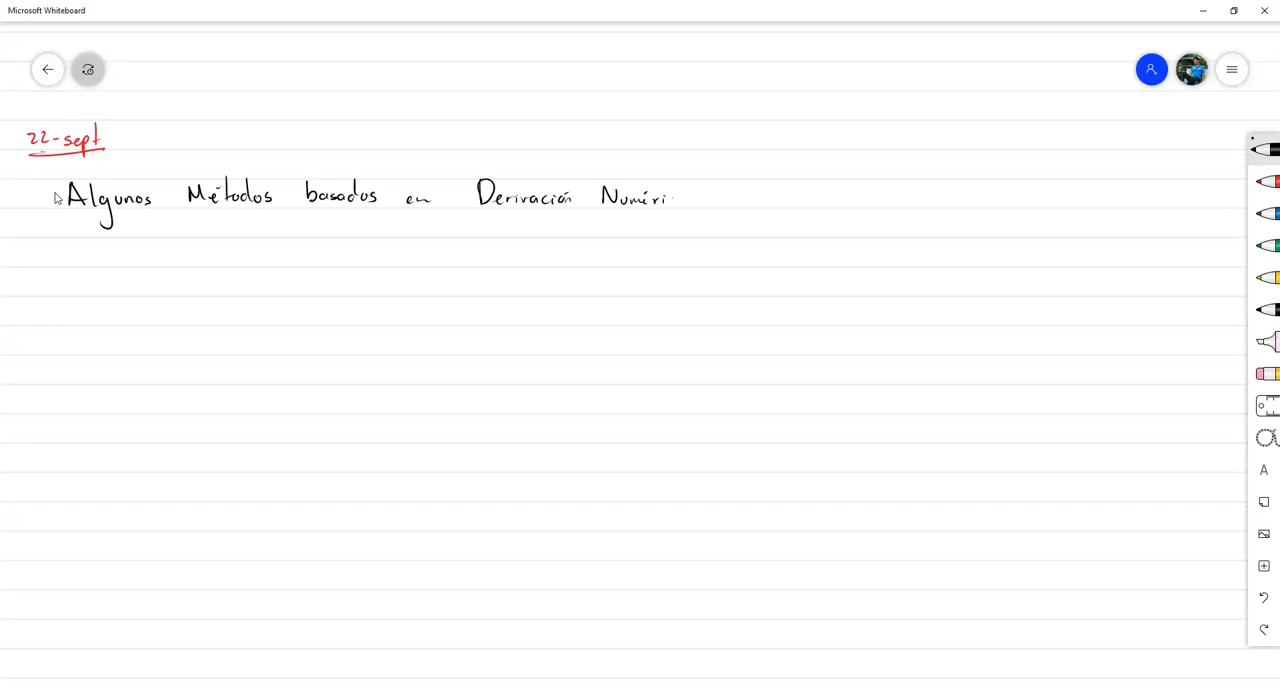 Microsoft Whiteboard
22-sept
Algunos Métodos basados en Derivación Numéri
A